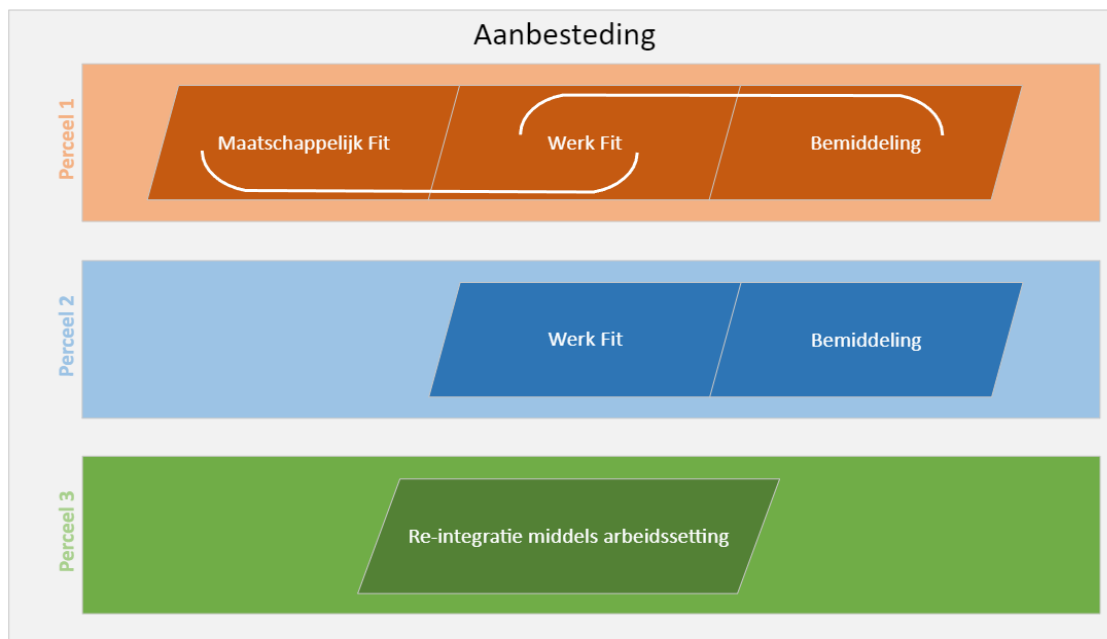 Aanbesteding
Perceel 1
Maatschappelijk Fit
Werk Fit
Bemiddeling
Perceel 2
Werk Fit
Bemiddeling
Perceel 3
Re-integratie middels arbeidssetting